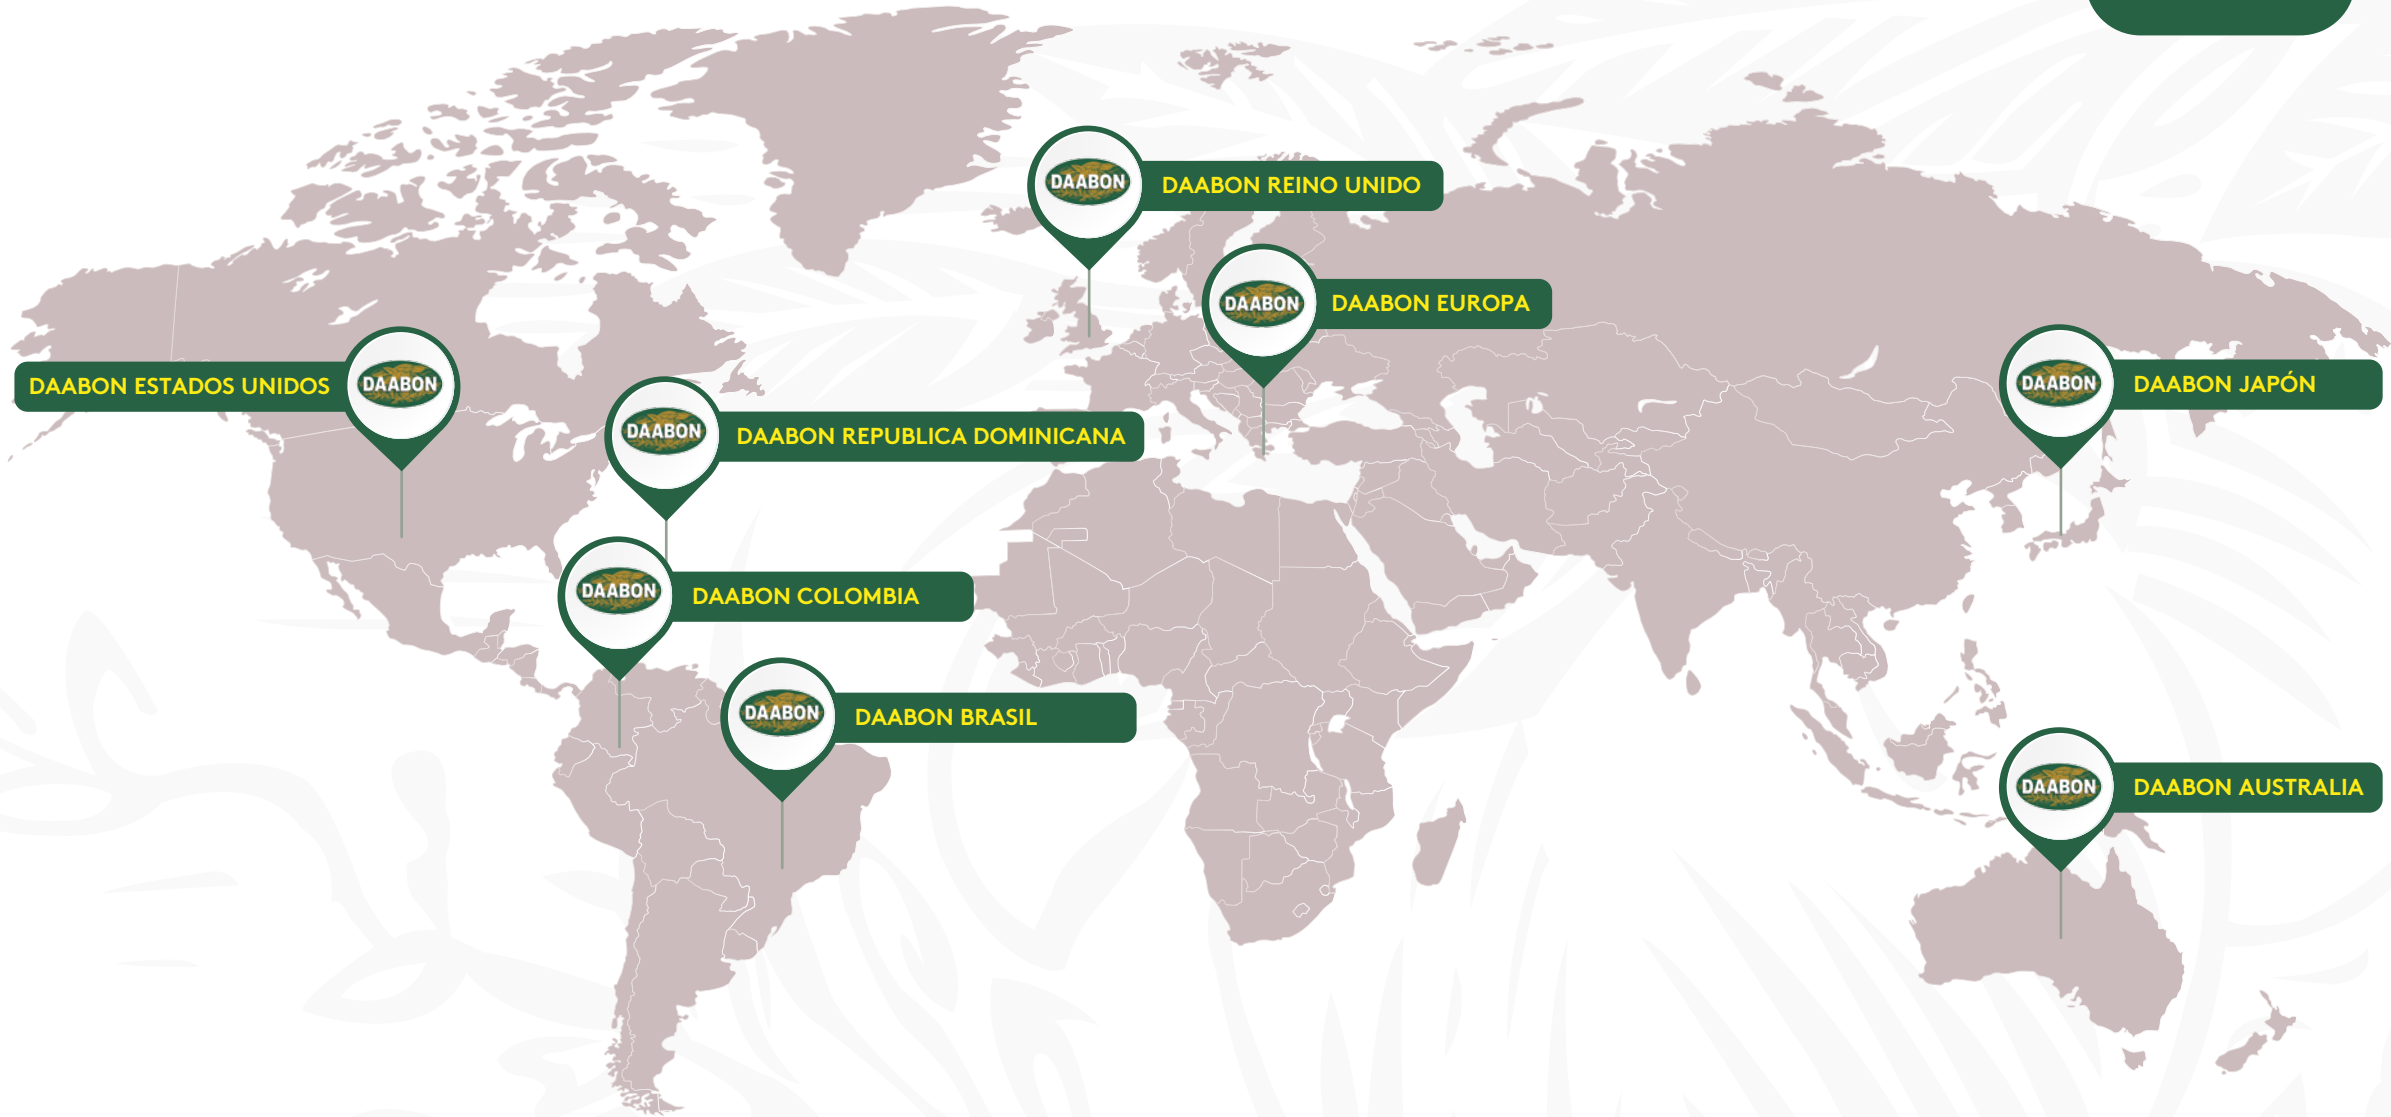 DAABON
DAABON REINO UNIDO
DAABON
DAABON EUROPA
DAABON ESTADOS UNIDOS
DAABON
DAABON
DAABON JAPÓN
DAABON
DAABON REPUBLICA DOMINICANA
DAABON
DAABON COLOMBIA
DAABON
DAABON BRASIL
DAABON
DAABON AUSTRALIA